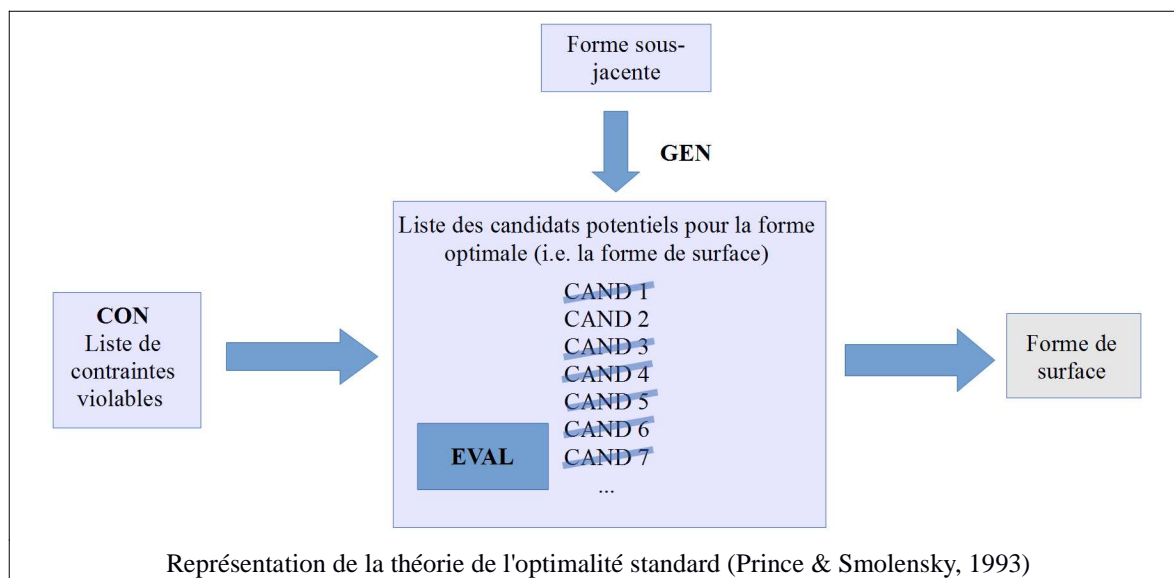 Forme sous-
jacente
GEN
Liste des candidats potentiels pour la forme
optimale (i.e. la forme de surface)
CAND 1
CAND 2
CAND 3
CAND 4
CAND 5
CAND 6
CAND 7
...
EVAL
CON
Liste de
contraintes
violables
Forme de
surface
Représentation de la théorie de l'optimalité standard (Prince & Smolensky, 1993)